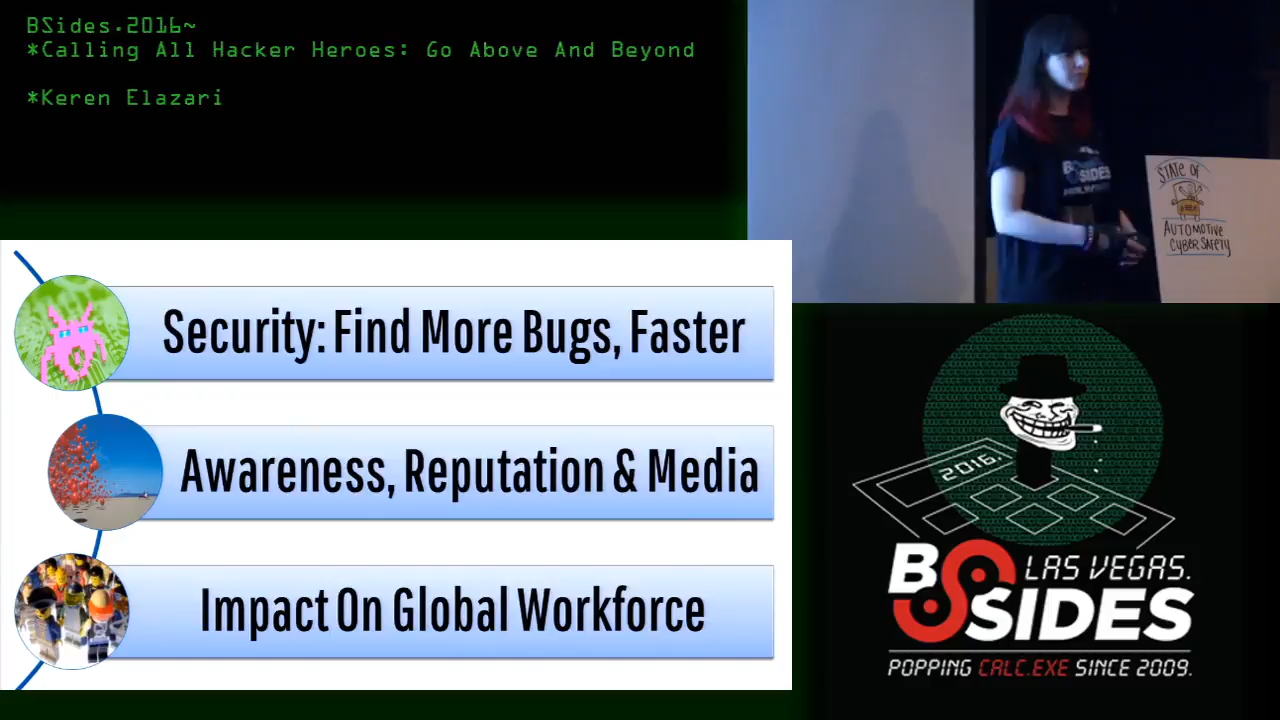 BSides.2016~
*Calling All Hacker Heroes: Go Above And Beyond
*Keren Elazari
B
SIDES
STATE OF
AUTOMOTIVE
CYBER SAFETY
Security: Find More Bugs, Faster
Awareness, Reputation & Media
Impact On Global Workforce
2016.
BSIDES
LAS VEGAS.
POPPING CALC.EXE SINCE 2009.